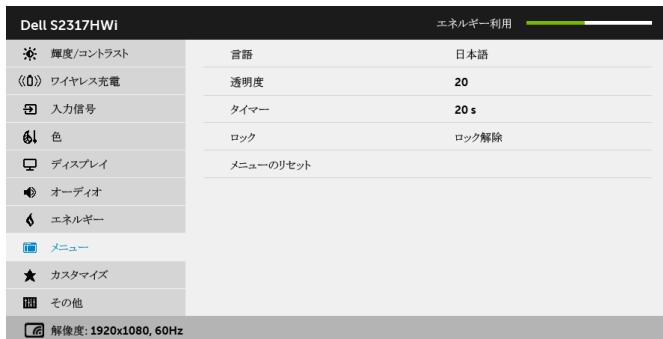 Dell S2317HWi エネルギー利用
輝度/コントラスト 言語 日本語
ワイヤレス充電 透明度 20
入力信号 タイマー 20 s
色 ロック ロック解除
ディスプレイ メニューのリセット
オーディオ
エネルギー
メニュー
カスタマイズ
その他
解像度: 1920x1080, 60Hz